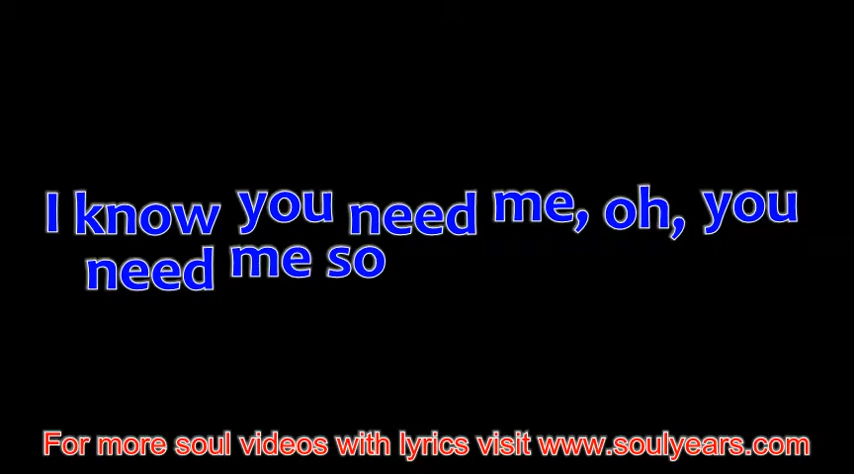 I know you need me, oh, you
need me so
For more soul videos with lyrics visit www.soulyears.com